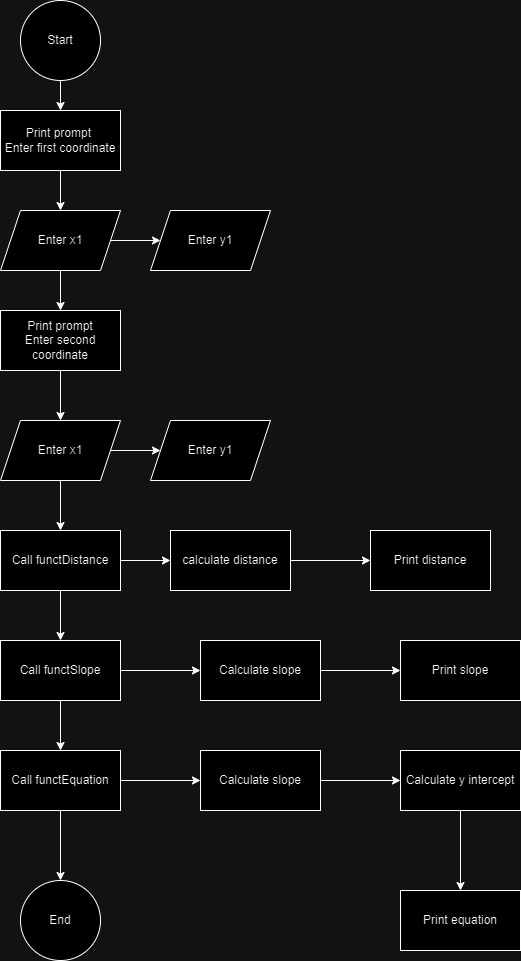 Start
Print prompt
Enter first coordinate
Enter x1
Enter y1
Print prompt
Enter second
coordinate
Enter x1
Enter y1
Call functDistance
calculate distance
Print distance
Call functSlope
Calculate slope
Print slope
Call functEquation
Calculate slope
Calculate y intercept
End
Print equation